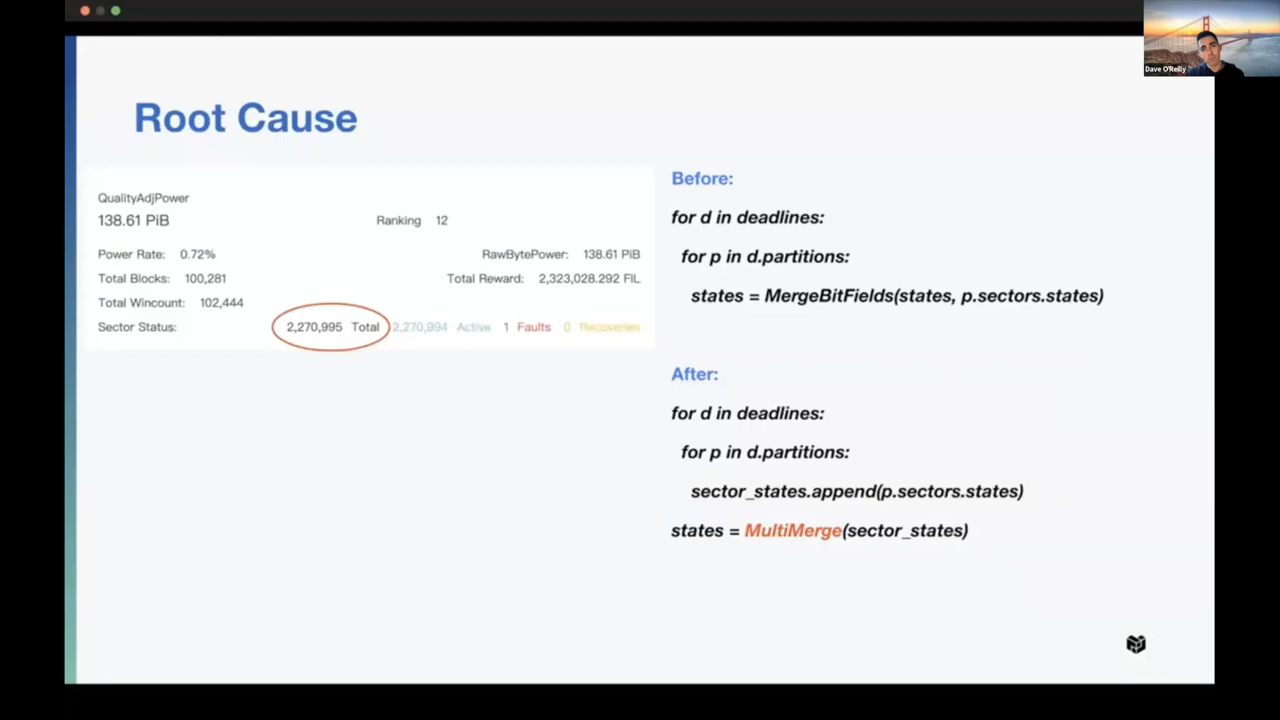 Dave O'Reilly
Root Cause
QualityAdjPower
138.61 PiB
Ranking 12
Power Rate: 0.72%
RawBytePower: 138.61 PiB
Total Blocks: 100,281
Total Reward: 2,323,028.292 FIL
Total Wincount: 102,444
Sector Status: 2,270,995 Total 2,270,994 Active 1 Faults 0 Recoveries
Before:
for d in deadlines:
for p in d.partitions:
states = MergeBitFields(states, p.sectors.states)
After:
for d in deadlines:
for p in d.partitions:
sector_states.append(p.sectors.states)
states = MultiMerge(sector_states)